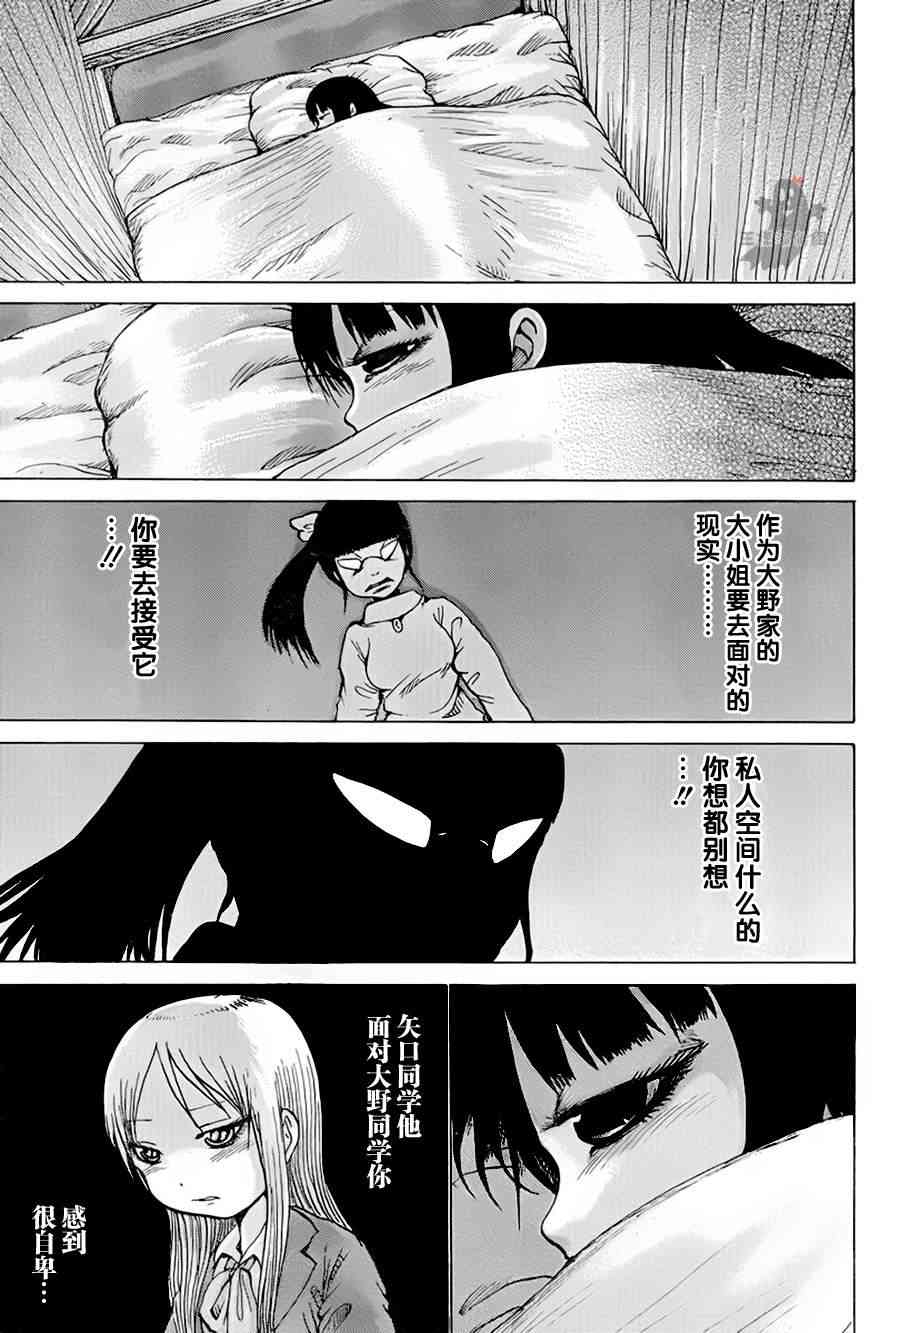 作为大野家的
大小姐要去面对的
现实………
你要去接受它
…!!
私人空间什么的
你想都别想
…!!
矢口同学他
面对大野同学你
感到
很自卑…